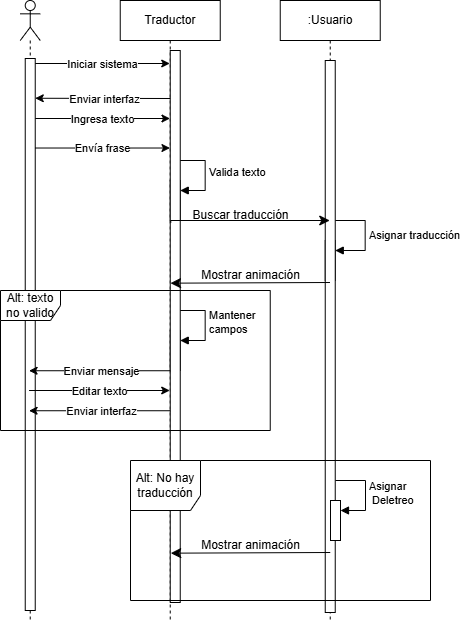 Traductor
:Usuario
Iniciar sistema
Enviar interfaz
Ingresa texto
Envía frase
Valida texto
Buscar traducción
Asignar traducción
Mostrar animación
Alt: texto
no valido
Mantener
campos
Enviar mensaje
Editar texto
Enviar interfaz
Alt: No hay
traducción
Asignar
Deletreo
Mostrar animación